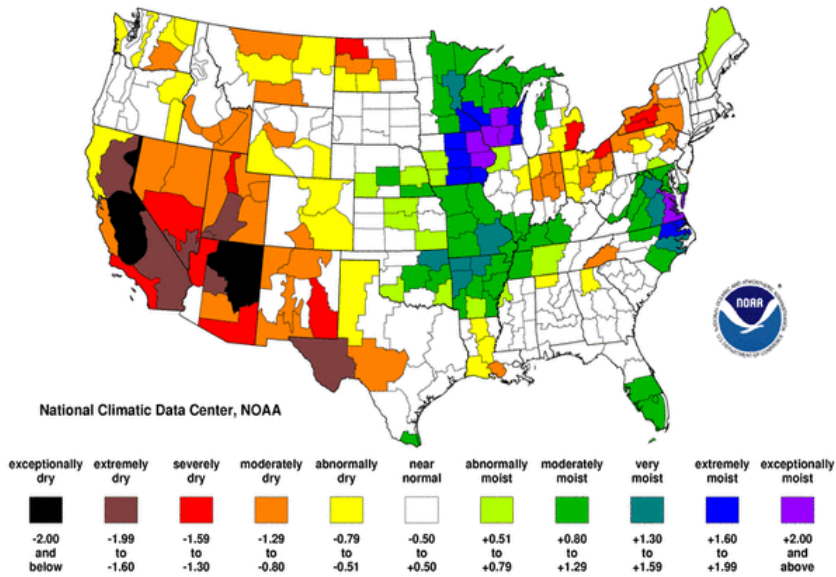 NOAA
National Climatic Data Center, NOAA
exceptionally dry
extremely dry
severely dry
moderately dry
abnormally dry
near normal
abnormally moist
moderately moist
very moist
extremely moist
exceptionally moist
-2.00 and below
-1.99 to -1.60
-1.59 to -1.30
-1.29 to -0.80
-0.79 to -0.51
-0.50 to +0.50
+0.51 to +0.79
+0.80 to +1.29
+1.30 to +1.59
+1.60 to +1.99
+2.00 and above